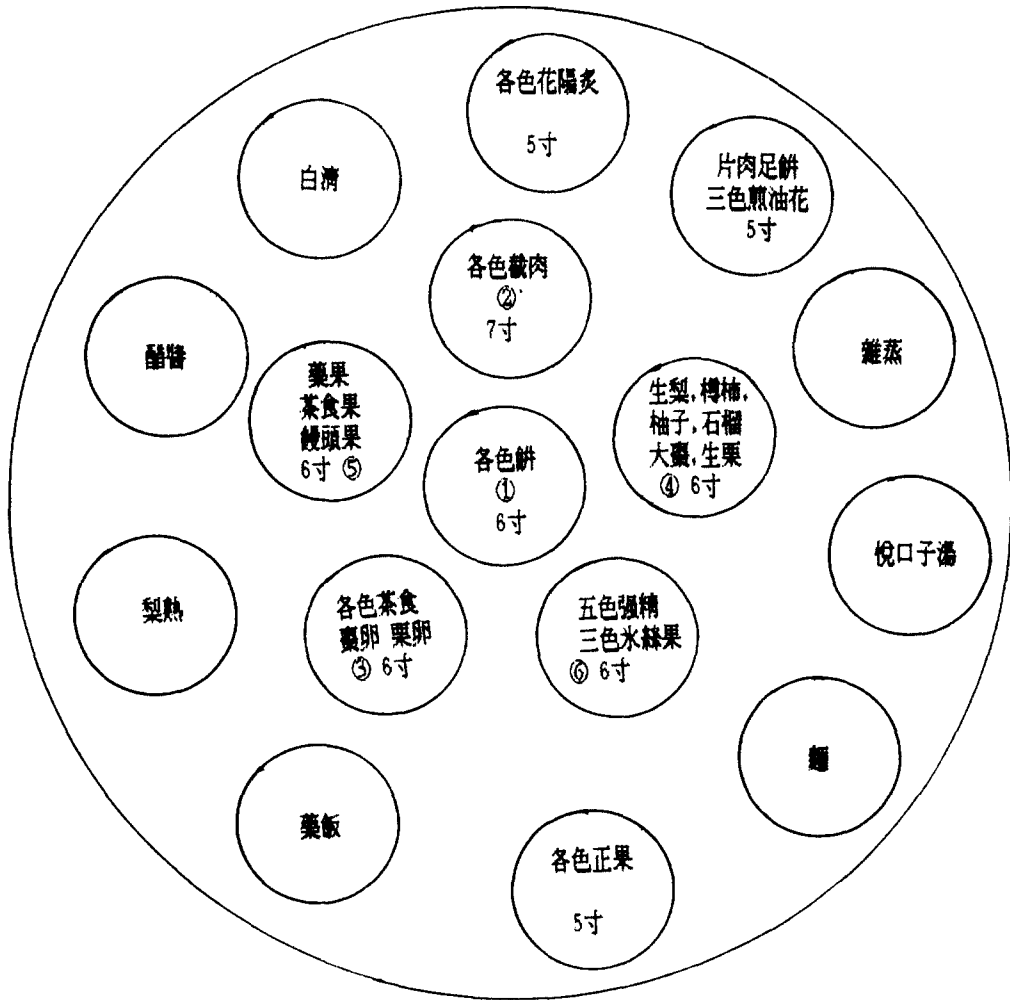 各色花陽炙
5寸
片肉足餠
三色煎油花
5寸
白淸
各色截肉
②
7寸
雜蒸
醋醬
藥果
茶食果
饅頭果
6寸 ⑤
生梨, 樽柿,
柚子, 石榴
大棗, 生栗
④ 6寸
各色餠
①
6寸
悅口子湯
梨熟
各色茶食
棗卵 栗卵
③ 6寸
五色强精
三色氷絲果
⑥ 6寸
麵
藥飯
各色正果
5寸